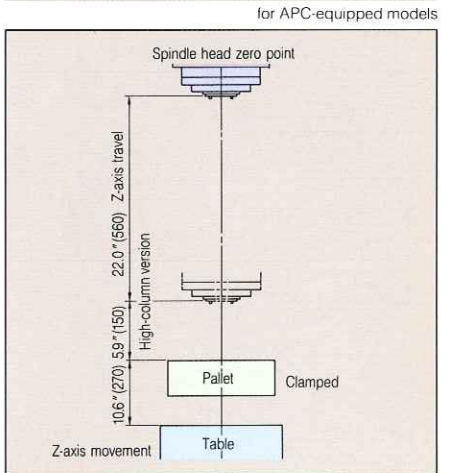 for APC-equipped models
Spindle head zero point
22.0"(560) Z-axis travel
High-column version
5.9"(150)
10.6"(270)
Pallet
Clamped
Table
Z-axis movement